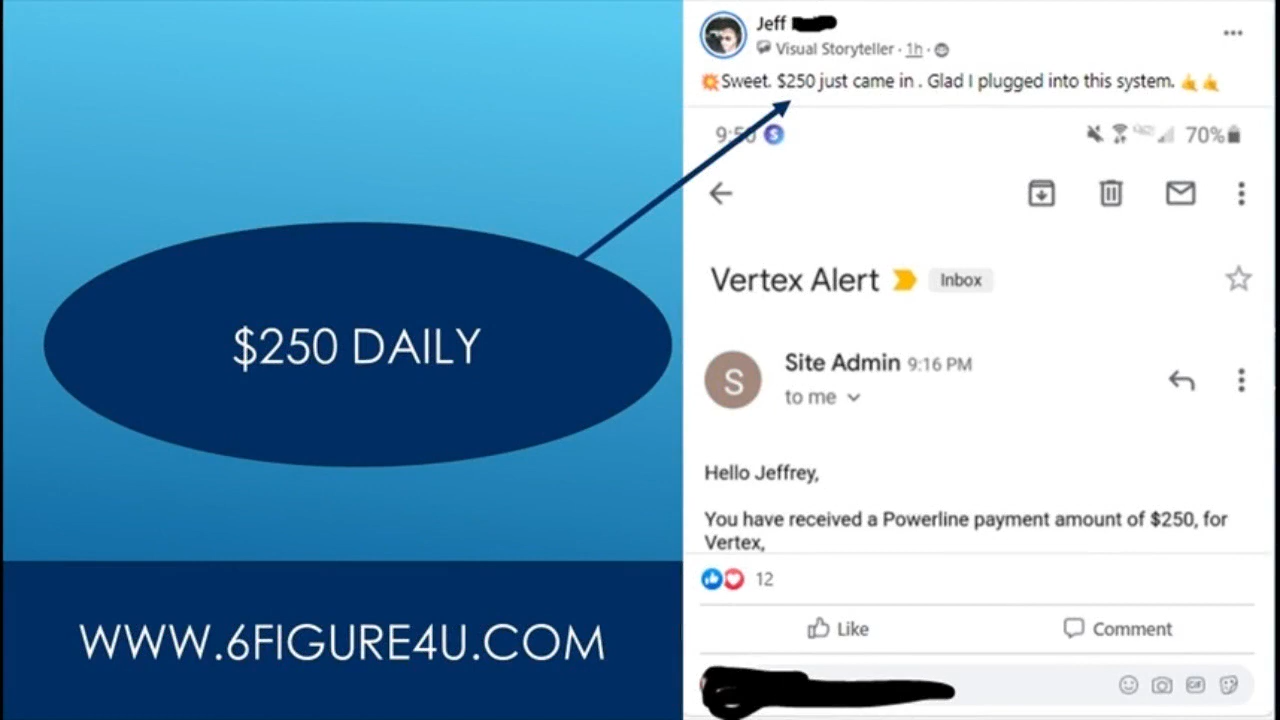 $250 DAILY
WWW.6FIGURE4U.COM
Jeff
Visual Storyteller · 1h ·
Sweet. $250 just came in . Glad I plugged into this system.
70%
Vertex Alert Inbox
S Site Admin 9:16 PM
to me
Hello Jeffrey,
You have received a Powerline payment amount of $250, for
Vertex,
12
Like Comment
GIF